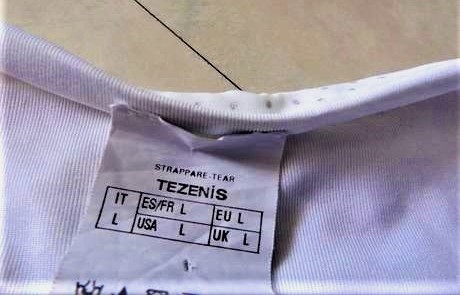 STRAPPARE-TEAR
TEZENIS
IT ES/FR L EU L
L USA L UK L